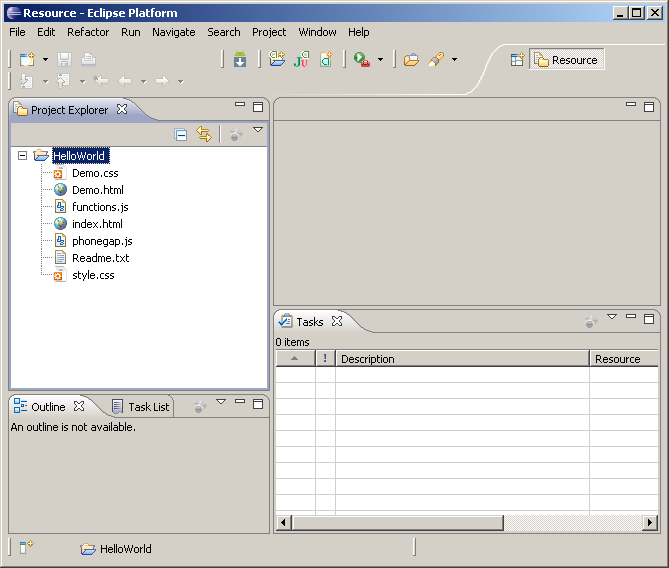 Resource - Eclipse Platform
File Edit Refactor Run Navigate Search Project Window Help
Resource
Project Explorer
HelloWorld
Demo.css
Demo.html
functions.js
index.html
phonegap.js
Readme.txt
style.css
Tasks
0 items
! Description Resource
Outline Task List
An outline is not available.
HelloWorld